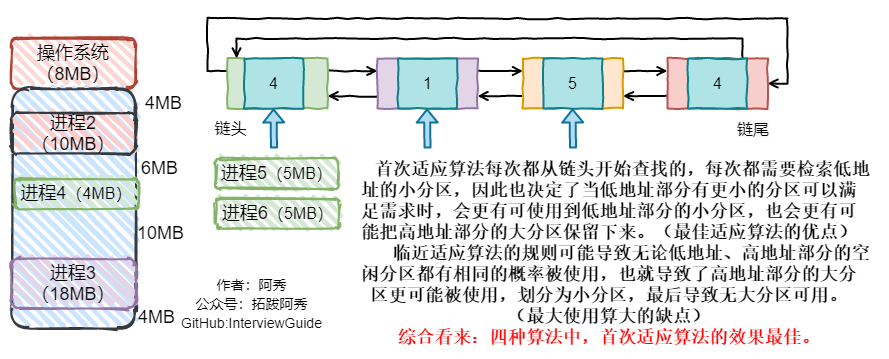 操作系统
（8MB）
4MB
进程2
（10MB）
6MB
进程4（4MB）
10MB
进程3
（18MB）
4MB
4
1
5
4
链头
链尾
进程5（5MB）
进程6（5MB）
作者：阿秀
公众号：拓跋阿秀
GitHub:InterviewGuide
首次适应算法每次都从链头开始查找的，每次都需要检索低地
址的小分区，因此也决定了当低地址部分有更小的分区可以满
足需求时，会更有可使用到低地址部分的小分区，也会更有可
能把高地址部分的大分区保留下来。（最佳适应算法的优点）
临近适应算法的规则可能导致无论低地址、高地址部分的空
闲分区都有相同的概率被使用，也就导致了高地址部分的大分
区更可能被使用，划分为小分区，最后导致无大分区可用。
（最大使用算大的缺点）
综合看来：四种算法中，首次适应算法的效果最佳。